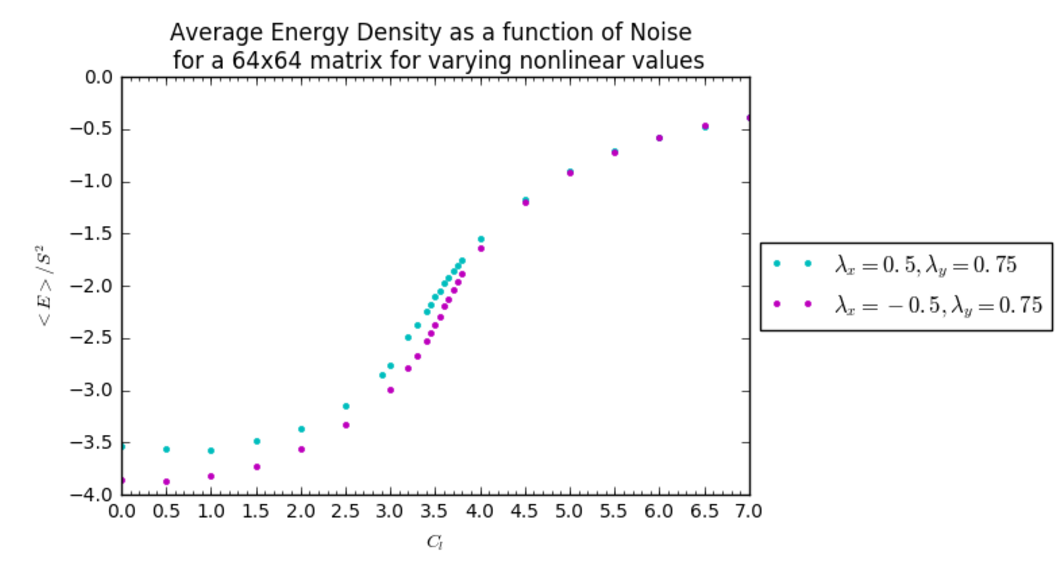 Average Energy Density as a function of Noise
for a 64x64 matrix for varying nonlinear values
0.0
−0.5
−1.0
−1.5
−2.0
−2.5
−3.0
−3.5
−4.0
<E>/S²
0.0 0.5 1.0 1.5 2.0 2.5 3.0 3.5 4.0 4.5 5.0 5.5 6.0 6.5 7.0
C_l
λ_x = 0.5, λ_y = 0.75
λ_x = −0.5, λ_y = 0.75